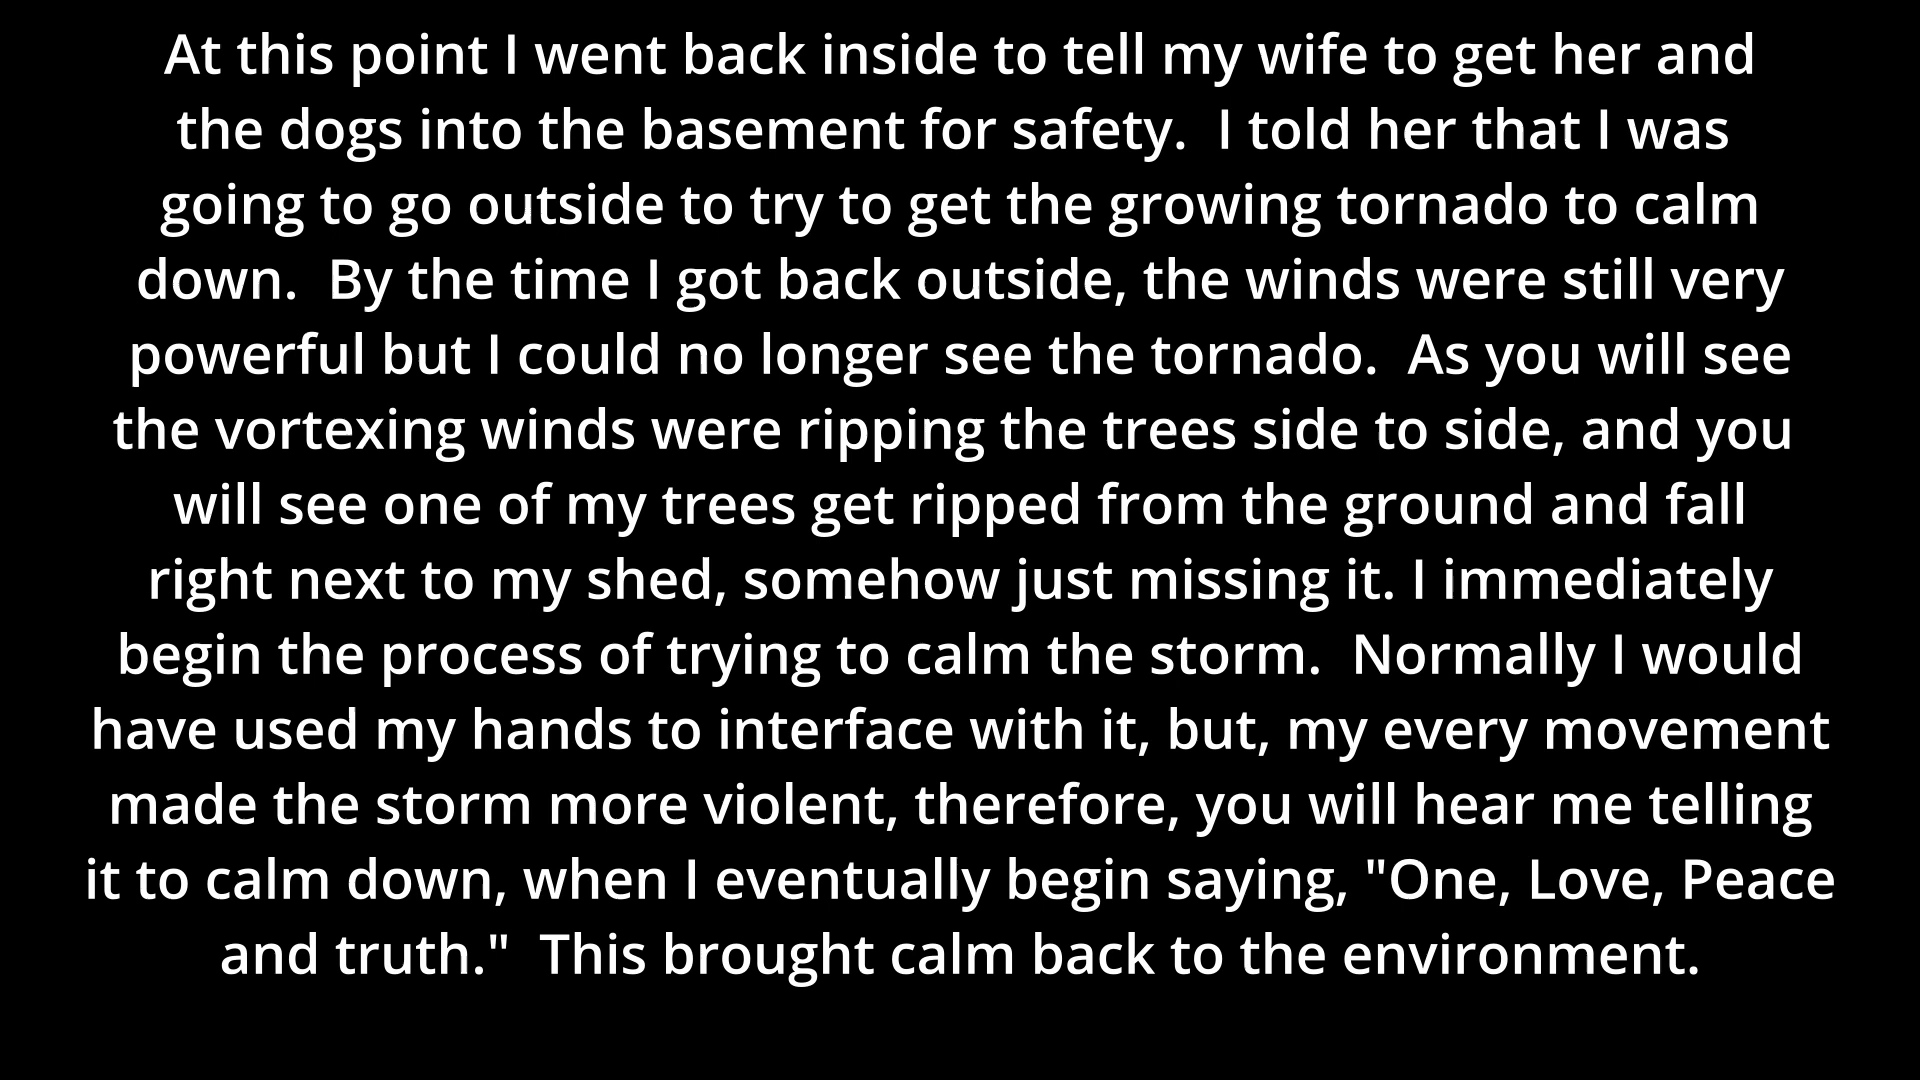 At this point I went back inside to tell my wife to get her and
the dogs into the basement for safety.  I told her that I was
going to go outside to try to get the growing tornado to calm
down.  By the time I got back outside, the winds were still very
powerful but I could no longer see the tornado.  As you will see
the vortexing winds were ripping the trees side to side, and you
will see one of my trees get ripped from the ground and fall
right next to my shed, somehow just missing it. I immediately
begin the process of trying to calm the storm.  Normally I would
have used my hands to interface with it, but, my every movement
made the storm more violent, therefore, you will hear me telling
it to calm down, when I eventually begin saying, "One, Love, Peace
and truth."  This brought calm back to the environment.